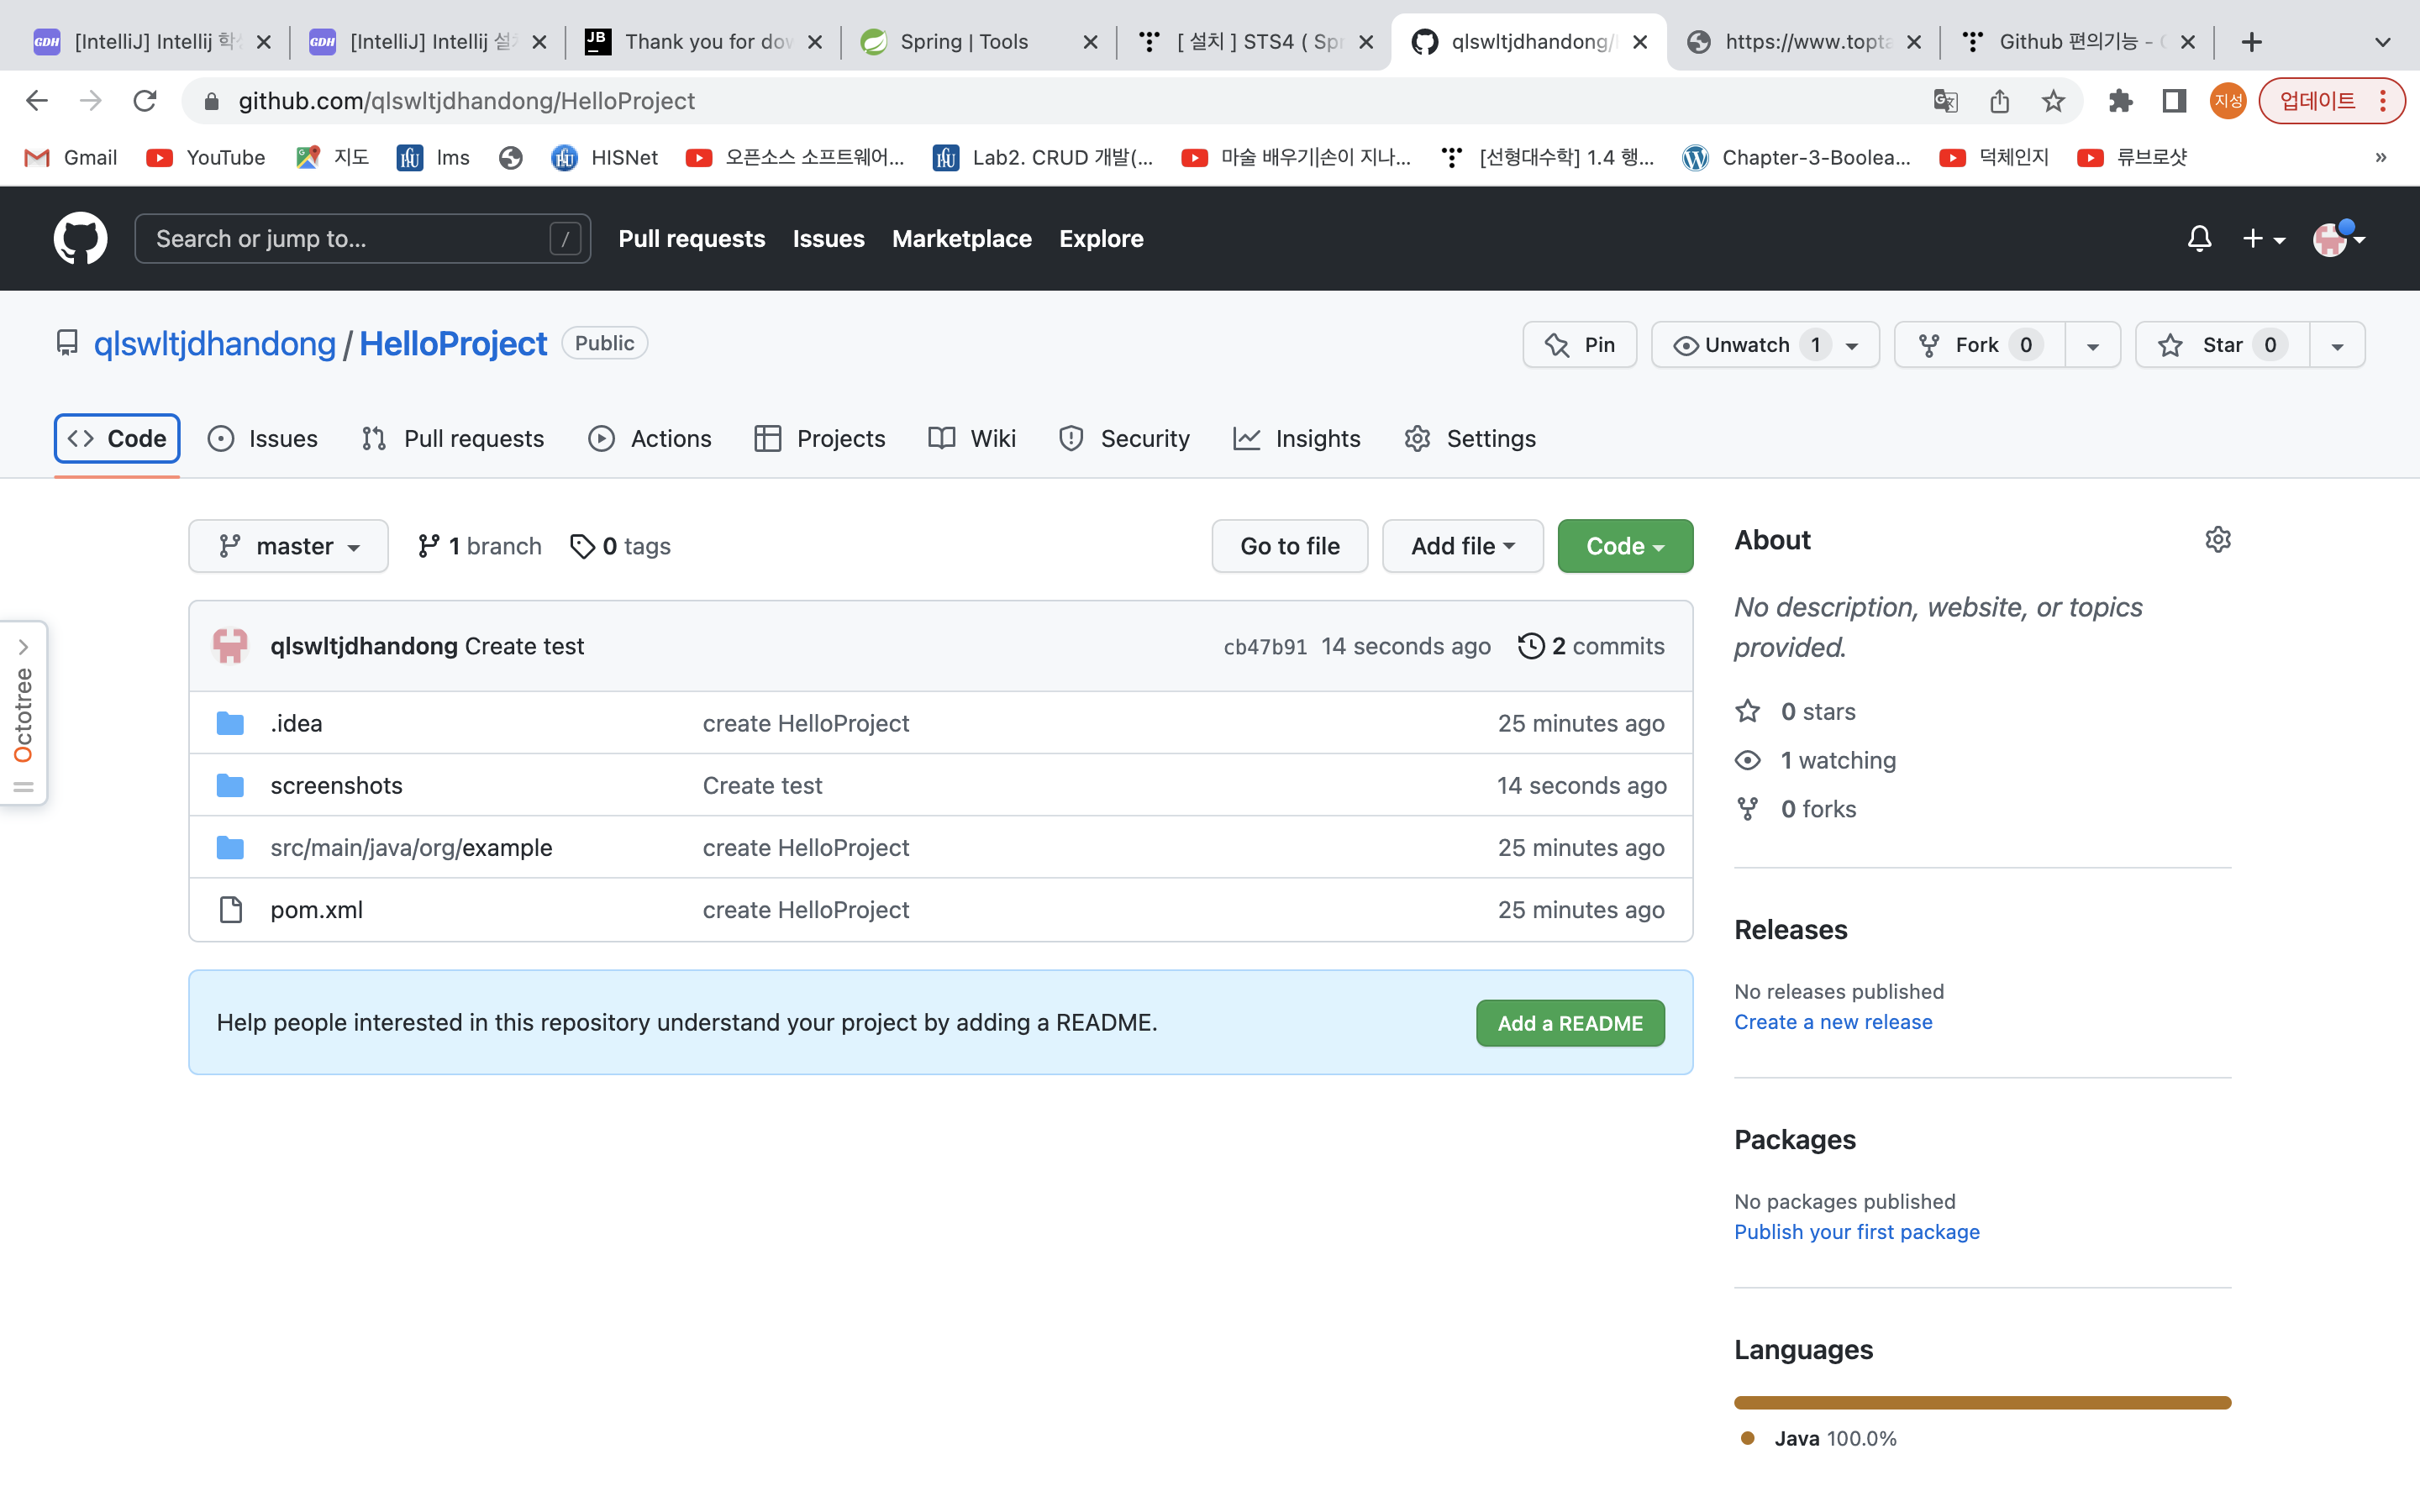 GDH [IntelliJ] Intellij 학 GDH [IntelliJ] Intellij 설 JB Thank you for dov Spring | Tools [ 설치 ] STS4 ( Spr qlswltjdhandong/ https://www.topta Github 편의기능 -
github.com/qlswltjdhandong/HelloProject 지성 업데이트
Gmail YouTube 지도 lms HISNet 오픈소스 소프트웨어... Lab2. CRUD 개발(... 마술 배우기|손이 지나... [선형대수학] 1.4 행... Chapter-3-Boolea... 덕체인지 류브로샷 »
Search or jump to... / Pull requests Issues Marketplace Explore
qlswltjdhandong / HelloProject Public Pin Unwatch 1 Fork 0 Star 0
Code Issues Pull requests Actions Projects Wiki Security Insights Settings
master 1 branch 0 tags Go to file Add file Code
qlswltjdhandong Create test cb47b91 14 seconds ago 2 commits
.idea create HelloProject 25 minutes ago
screenshots Create test 14 seconds ago
src/main/java/org/example create HelloProject 25 minutes ago
pom.xml create HelloProject 25 minutes ago
Help people interested in this repository understand your project by adding a README. Add a README
Octotree
About
No description, website, or topics
provided.
0 stars
1 watching
0 forks
Releases
No releases published
Create a new release
Packages
No packages published
Publish your first package
Languages
Java 100.0%